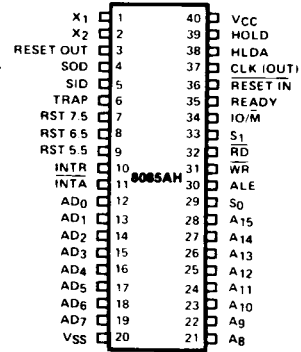 X1 1 40 VCC
X2 2 39 HOLD
RESET OUT 3 38 HLDA
SOD 4 37 CLK (OUT)
SID 5 36 RESET IN
TRAP 6 35 READY
RST 7.5 7 34 IO/M
RST 6.5 8 33 S1
RST 5.5 9 32 RD
INTR 10 31 WR
INTA 11 8085AH 30 ALE
AD0 12 29 S0
AD1 13 28 A15
AD2 14 27 A14
AD3 15 26 A13
AD4 16 25 A12
AD5 17 24 A11
AD6 18 23 A10
AD7 19 22 A9
VSS 20 21 A8